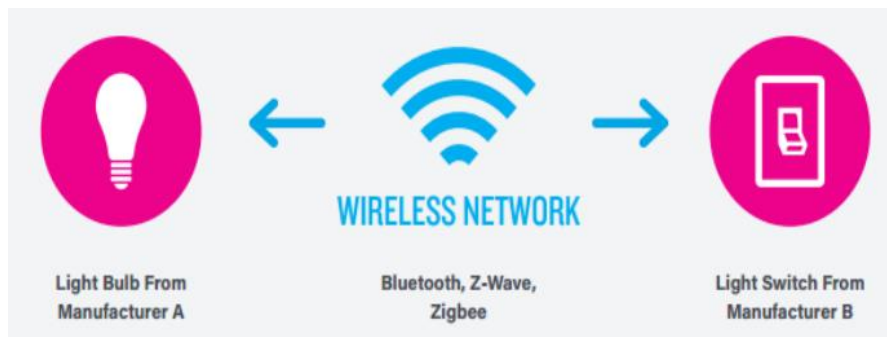 WIRELESS NETWORK
Light Bulb From
Manufacturer A
Bluetooth, Z-Wave,
Zigbee
Light Switch From
Manufacturer B